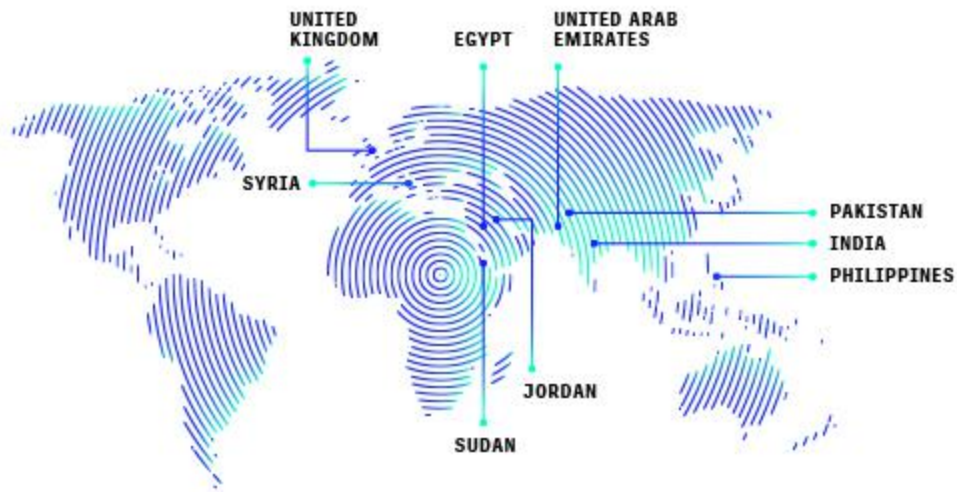 UNITED
KINGDOM
EGYPT
UNITED ARAB
EMIRATES
SYRIA
PAKISTAN
INDIA
PHILIPPINES
JORDAN
SUDAN